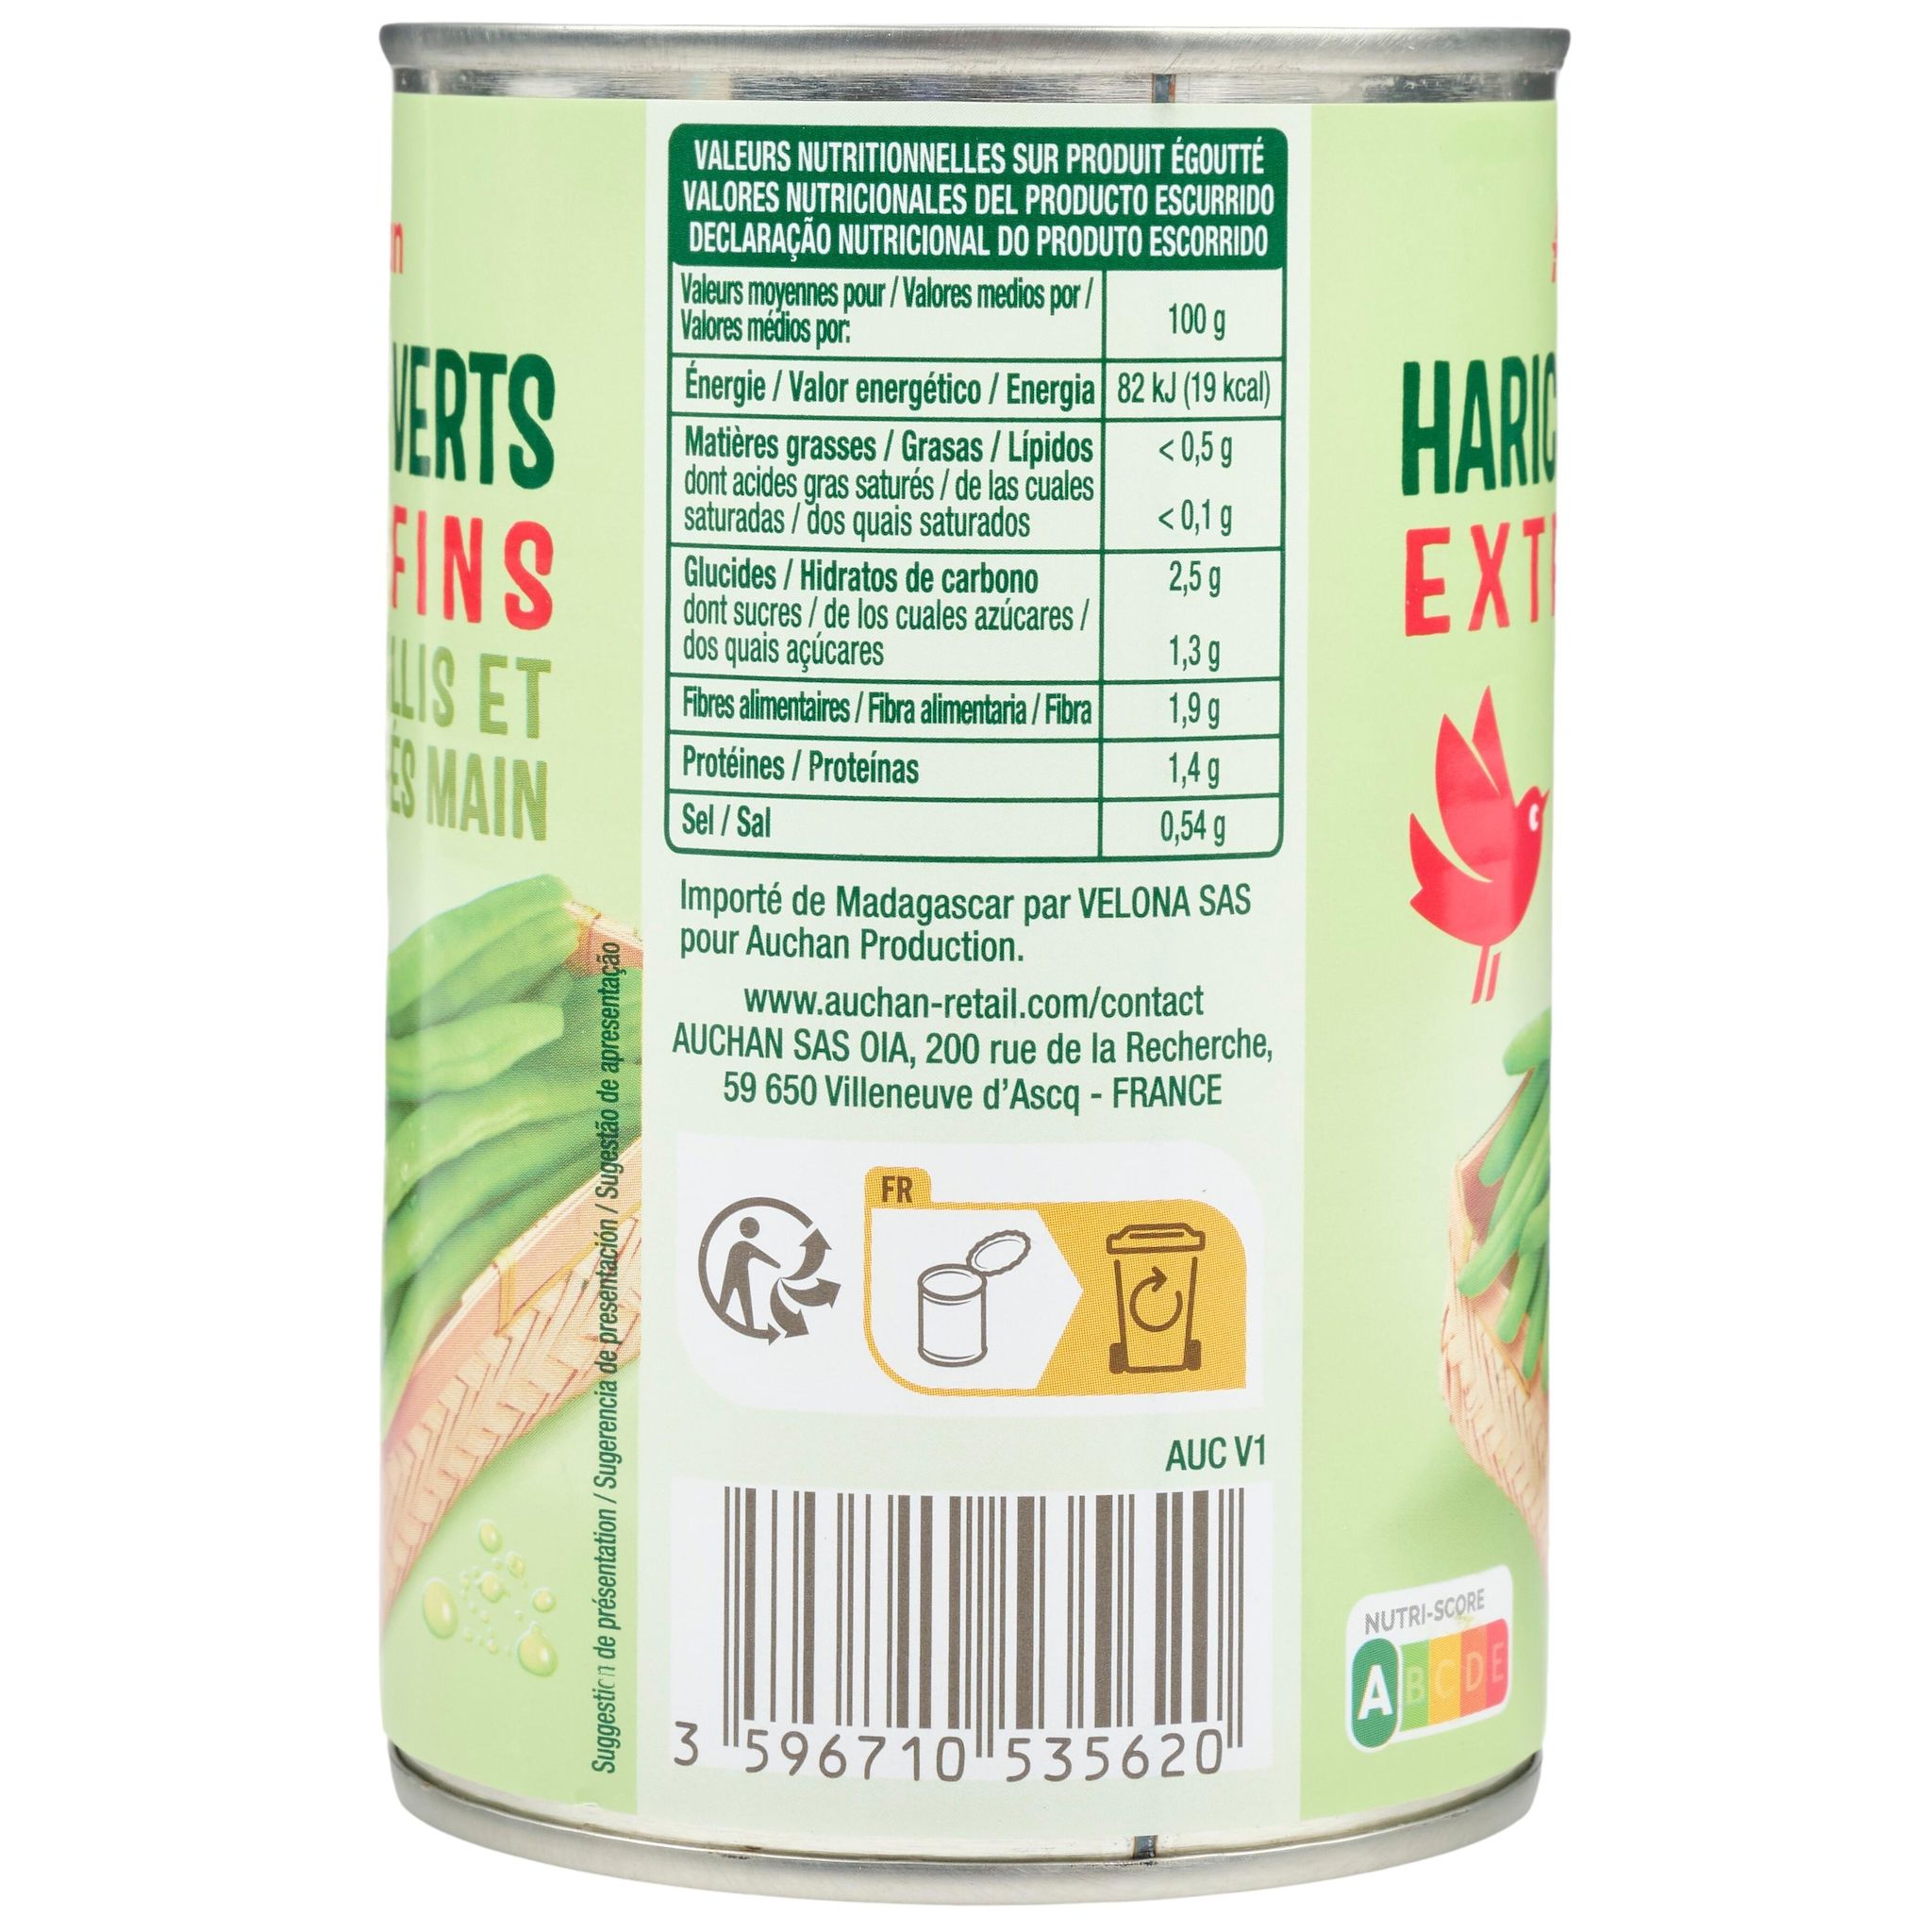 VERTS
FINS
ET
MAIN
Suggestion de présentation / Sugerencia de presentación / Sugestão de apresentação
VALEURS NUTRITIONNELLES SUR PRODUIT ÉGOUTTÉ
VALORES NUTRICIONALES DEL PRODUCTO ESCURRIDO
DECLARAÇÃO NUTRICIONAL DO PRODUTO ESCORRIDO
Valeurs moyennes pour / Valores medios por /
Valores médios por: 100 g
Énergie / Valor energético / Energia 82 kJ (19 kcal)
Matières grasses / Grasas / Lípidos < 0,5 g
dont acides gras saturés / de las cuales
saturadas / dos quais saturados < 0,1 g
Glucides / Hidratos de carbono 2,5 g
dont sucres / de los cuales azúcares /
dos quais açúcares 1,3 g
Fibres alimentaires / Fibra alimentaria / Fibra 1,9 g
Protéines / Proteínas 1,4 g
Sel / Sal 0,54 g
Importé de Madagascar par VELONA SAS
pour Auchan Production.
www.auchan-retail.com/contact
AUCHAN SAS OIA, 200 rue de la Recherche,
59 650 Villeneuve d'Ascq - FRANCE
FR
AUC V1
3 596710 535620
HARIC
EXT
NUTRI-SCORE
A B C D E